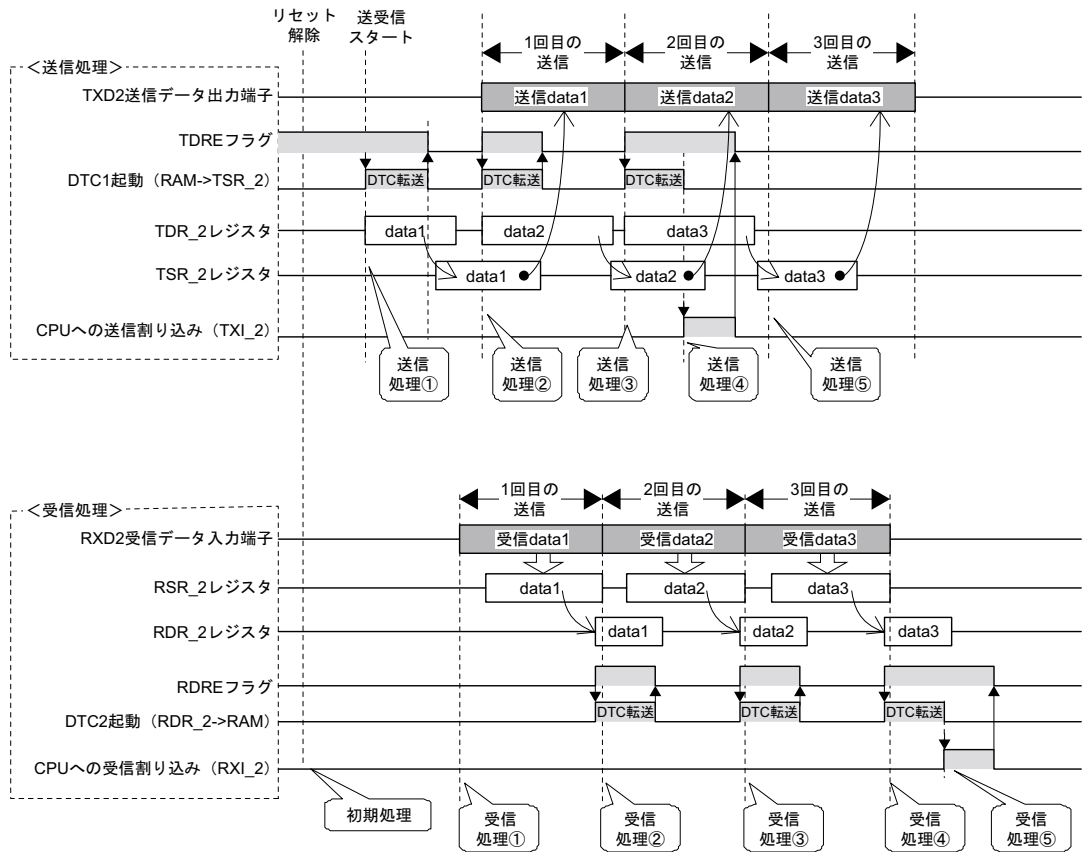 リセット
解除
送受信
スタート
1回目の
送信
2回目の
送信
3回目の
送信
＜送信処理＞
TXD2送信データ出力端子
送信data1
送信data2
送信data3
TDREフラグ
DTC1起動（RAM->TSR_2）
DTC転送
DTC転送
DTC転送
TDR_2レジスタ
data1
data2
data3
TSR_2レジスタ
data1
data2
data3
CPUへの送信割り込み（TXI_2）
送信
処理①
送信
処理②
送信
処理③
送信
処理④
送信
処理⑤
1回目の
送信
2回目の
送信
3回目の
送信
＜受信処理＞
RXD2受信データ入力端子
受信data1
受信data2
受信data3
RSR_2レジスタ
data1
data2
data3
RDR_2レジスタ
data1
data2
data3
RDREフラグ
DTC2起動（RDR_2->RAM）
DTC転送
DTC転送
DTC転送
CPUへの受信割り込み（RXI_2）
初期処理
受信
処理①
受信
処理②
受信
処理③
受信
処理④
受信
処理⑤